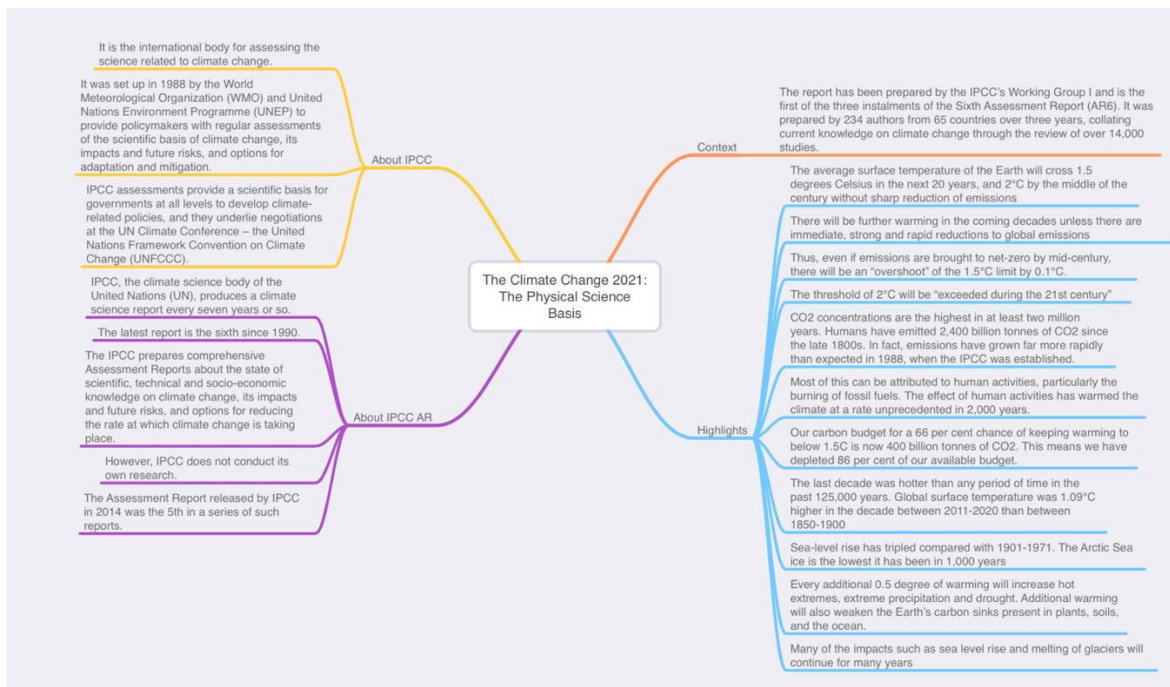 The Climate Change 2021:
The Physical Science
Basis
About IPCC
It is the international body for assessing the
science related to climate change.
It was set up in 1988 by the World
Meteorological Organization (WMO) and United
Nations Environment Programme (UNEP) to
provide policymakers with regular assessments
of the scientific basis of climate change, its
impacts and future risks, and options for
adaptation and mitigation.
IPCC assessments provide a scientific basis for
governments at all levels to develop climate-
related policies, and they underlie negotiations
at the UN Climate Conference – the United
Nations Framework Convention on Climate
Change (UNFCCC).
About IPCC AR
IPCC, the climate science body of the
United Nations (UN), produces a climate
science report every seven years or so.
The latest report is the sixth since 1990.
The IPCC prepares comprehensive
Assessment Reports about the state of
scientific, technical and socio-economic
knowledge on climate change, its impacts
and future risks, and options for reducing
the rate at which climate change is taking
place.
However, IPCC does not conduct its
own research.
The Assessment Report released by IPCC
in 2014 was the 5th in a series of such
reports.
Context
The report has been prepared by the IPCC's Working Group I and is the
first of the three instalments of the Sixth Assessment Report (AR6). It was
prepared by 234 authors from 65 countries over three years, collating
current knowledge on climate change through the review of over 14,000
studies.
Highlights
The average surface temperature of the Earth will cross 1.5
degrees Celsius in the next 20 years, and 2°C by the middle of the
century without sharp reduction of emissions
There will be further warming in the coming decades unless there are
immediate, strong and rapid reductions to global emissions
Thus, even if emissions are brought to net-zero by mid-century,
there will be an “overshoot” of the 1.5°C limit by 0.1°C.
The threshold of 2°C will be “exceeded during the 21st century”
CO2 concentrations are the highest in at least two million
years. Humans have emitted 2,400 billion tonnes of CO2 since
the late 1800s. In fact, emissions have grown far more rapidly
than expected in 1988, when the IPCC was established.
Most of this can be attributed to human activities, particularly the
burning of fossil fuels. The effect of human activities has warmed the
climate at a rate unprecedented in 2,000 years.
Our carbon budget for a 66 per cent chance of keeping warming to
below 1.5C is now 400 billion tonnes of CO2. This means we have
depleted 86 per cent of our available budget.
The last decade was hotter than any period of time in the
past 125,000 years. Global surface temperature was 1.09°C
higher in the decade between 2011-2020 than between
1850-1900
Sea-level rise has tripled compared with 1901-1971. The Arctic Sea
ice is the lowest it has been in 1,000 years
Every additional 0.5 degree of warming will increase hot
extremes, extreme precipitation and drought. Additional warming
will also weaken the Earth's carbon sinks present in plants, soils,
and the ocean.
Many of the impacts such as sea level rise and melting of glaciers will
continue for many years